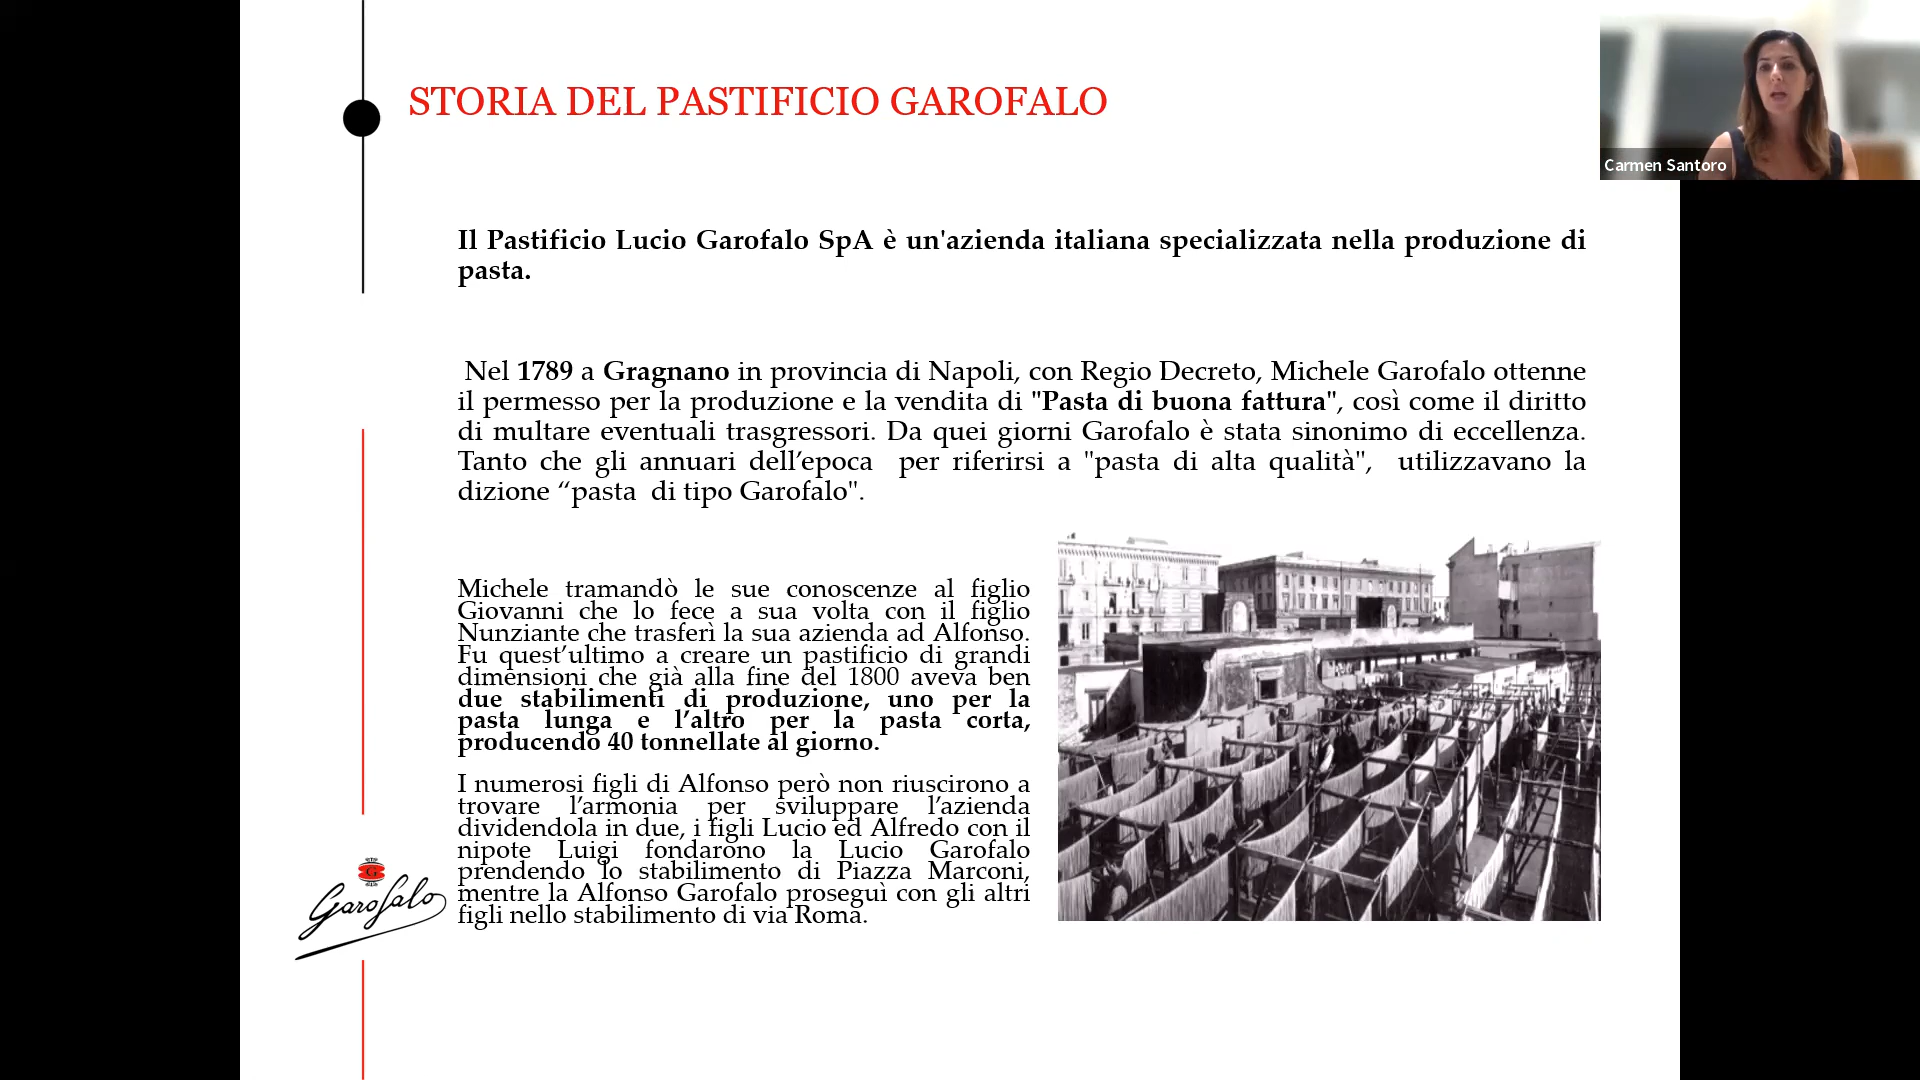 STORIA DEL PASTIFICIO GAROFALO
Carmen Santoro
Il Pastificio Lucio Garofalo SpA è un'azienda italiana specializzata nella produzione di
pasta.
Nel 1789 a Gragnano in provincia di Napoli, con Regio Decreto, Michele Garofalo ottenne
il permesso per la produzione e la vendita di "Pasta di buona fattura", così come il diritto
di multare eventuali trasgressori. Da quei giorni Garofalo è stata sinonimo di eccellenza.
Tanto che gli annuari dell’epoca per riferirsi a "pasta di alta qualità", utilizzavano la
dizione “pasta di tipo Garofalo".
Michele tramandò le sue conoscenze al figlio
Giovanni che lo fece a sua volta con il figlio
Nunziante che trasferì la sua azienda ad Alfonso.
Fu quest’ultimo a creare un pastificio di grandi
dimensioni che già alla fine del 1800 aveva ben
due stabilimenti di produzione, uno per la
pasta lunga e l’altro per la pasta corta,
producendo 40 tonnellate al giorno.
I numerosi figli di Alfonso però non riuscirono a
trovare l’armonia per sviluppare l’azienda
dividendola in due, i figli Lucio ed Alfredo con il
nipote Luigi fondarono la Lucio Garofalo
prendendo lo stabilimento di Piazza Marconi,
mentre la Alfonso Garofalo proseguì con gli altri
figli nello stabilimento di via Roma.
G
Garofalo